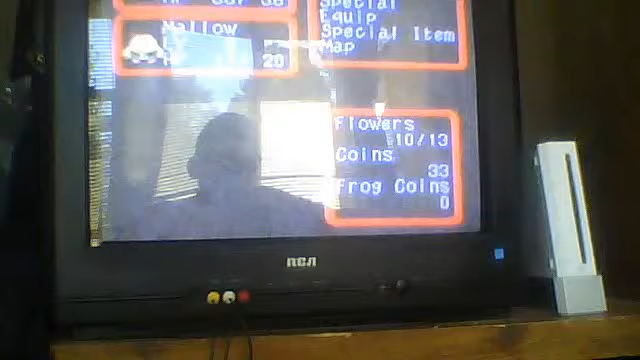 Special
Equip
Special Item
Map
Mallow
20
Flowers
10/13
Coins
33
Frog Coins
0
RCA